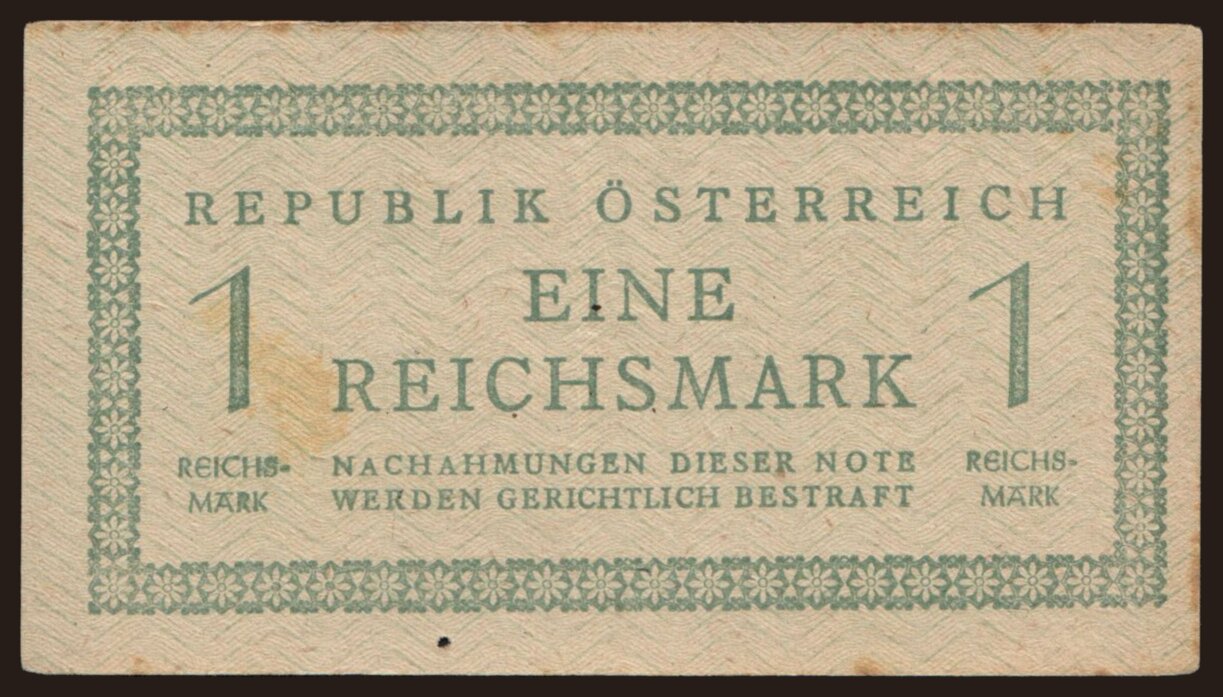 REPUBLIK ÖSTERREICH
1 EINE 1
REICHSMARK
REICHS- NACHAHMUNGEN DIESER NOTE REICHS-
MARK WERDEN GERICHTLICH BESTRAFT MARK